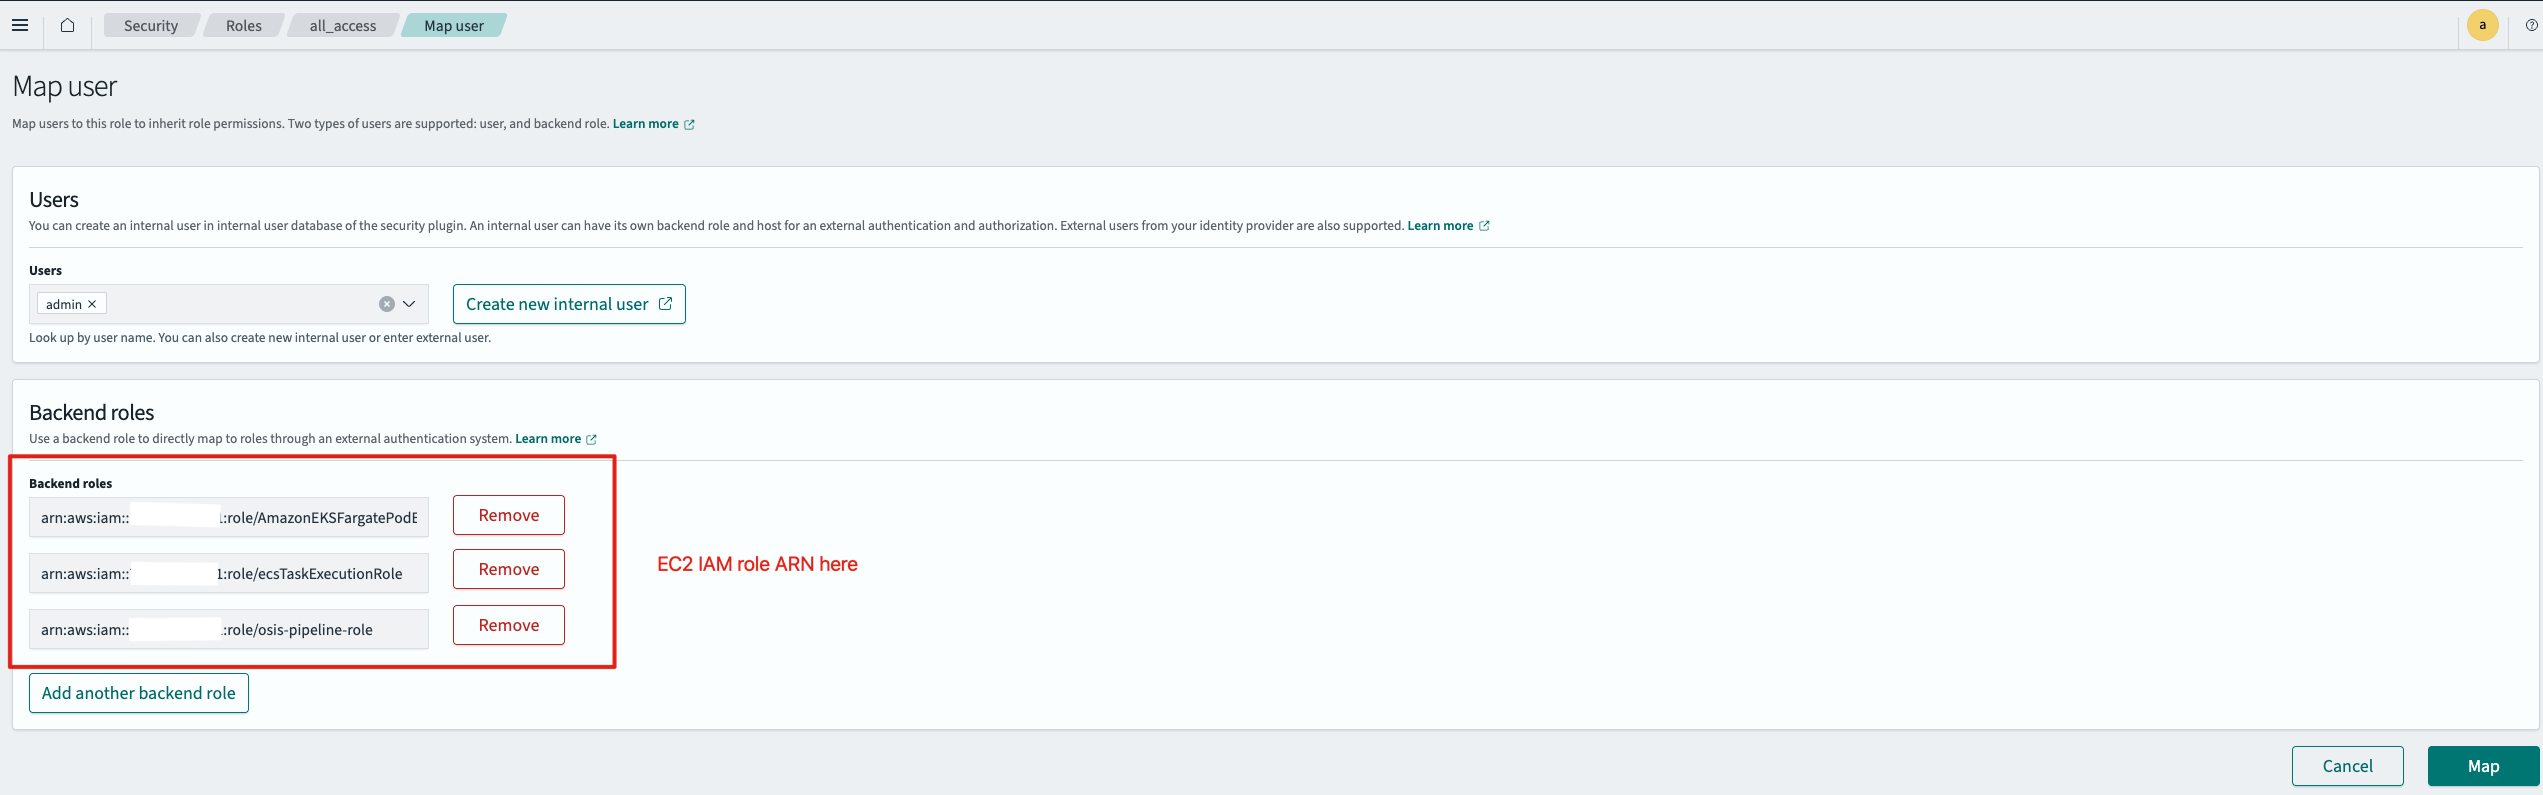 Security Roles all_access Map user a
Map user
Map users to this role to inherit role permissions. Two types of users are supported: user, and backend role. Learn more
Users
You can create an internal user in internal user database of the security plugin. An internal user can have its own backend role and host for an external authentication and authorization. External users from your identity provider are also supported. Learn more
Users
admin Create new internal user
Look up by user name. You can also create new internal user or enter external user.
Backend roles
Use a backend role to directly map to roles through an external authentication system. Learn more
Backend roles
arn:aws:iam:: :role/AmazonEKSFargatePodE Remove
arn:aws:iam:: 1:role/ecsTaskExecutionRole Remove
EC2 IAM role ARN here
arn:aws:iam:: :role/osis-pipeline-role Remove
Add another backend role
Cancel Map